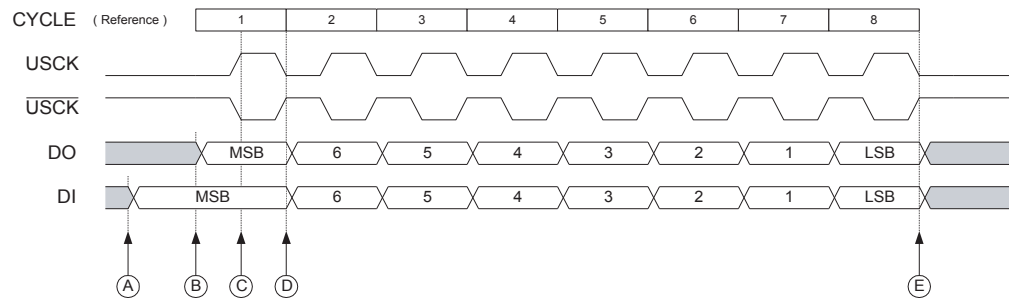 CYCLE ( Reference ) 1 2 3 4 5 6 7 8
USCK
USCK
DO MSB 6 5 4 3 2 1 LSB
DI MSB 6 5 4 3 2 1 LSB
A B C D E